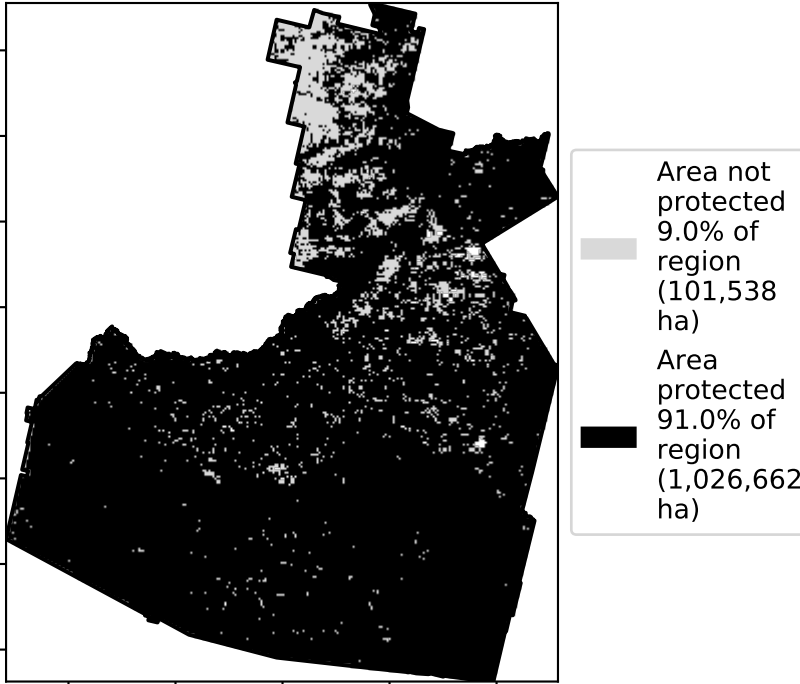 Area not
protected
9.0% of
region
(101,538
ha)
Area
protected
91.0% of
region
(1,026,662
ha)